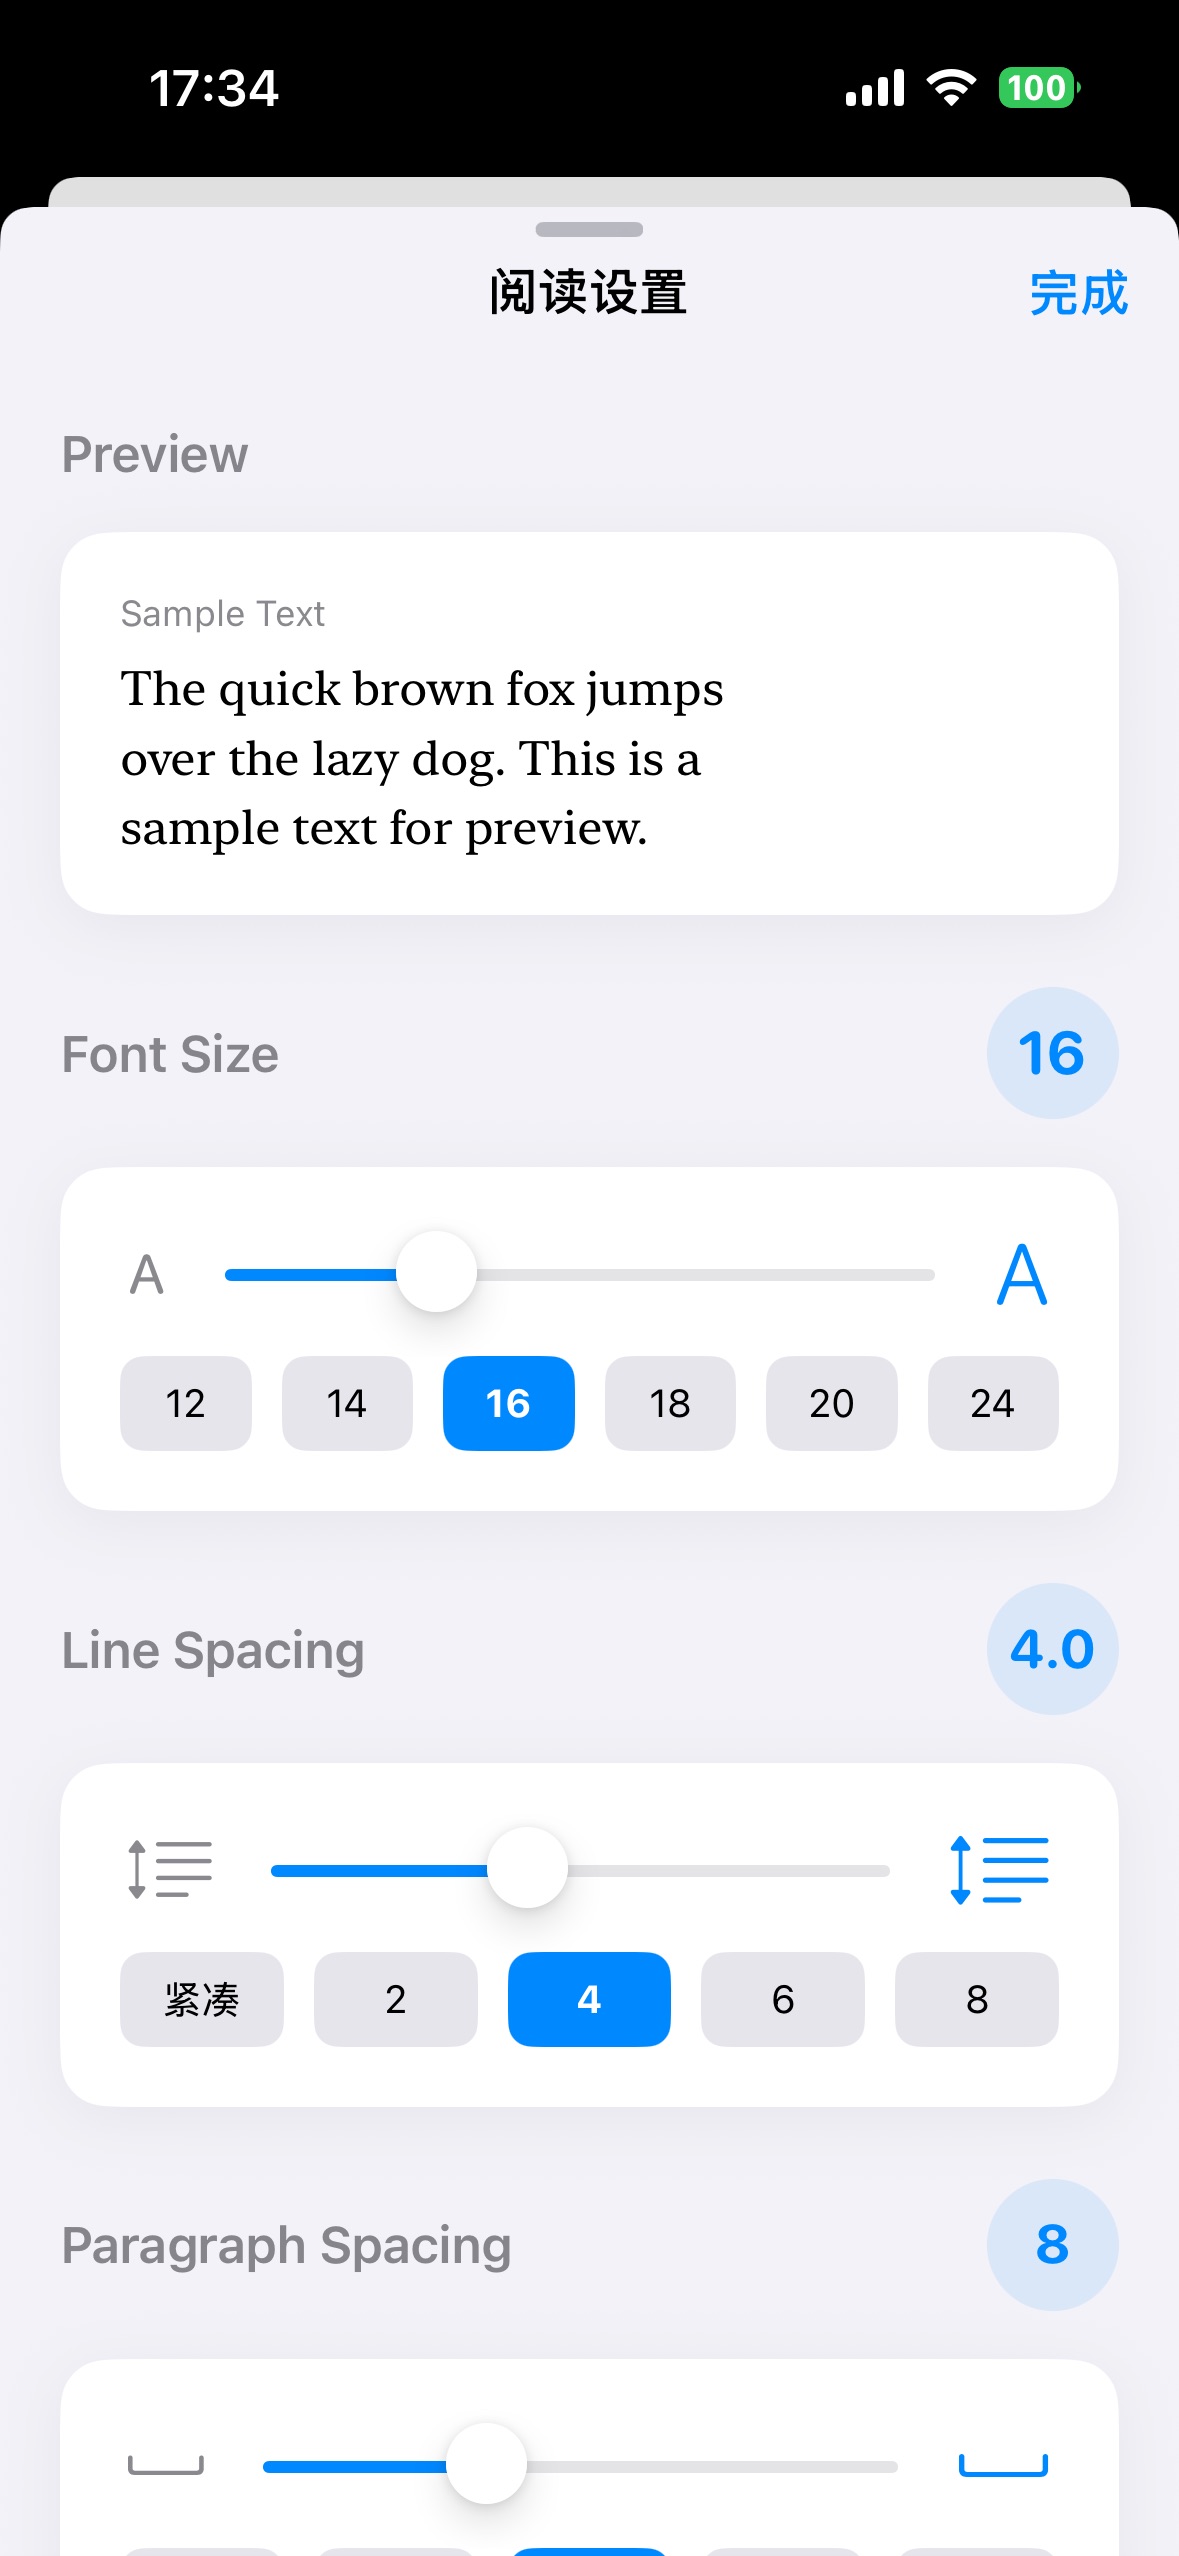 17:34
100
阅读设置
完成
Preview
Sample Text
The quick brown fox jumps
over the lazy dog. This is a
sample text for preview.
Font Size
16
A
A
12
14
16
18
20
24
Line Spacing
4.0
紧凑
2
4
6
8
Paragraph Spacing
8